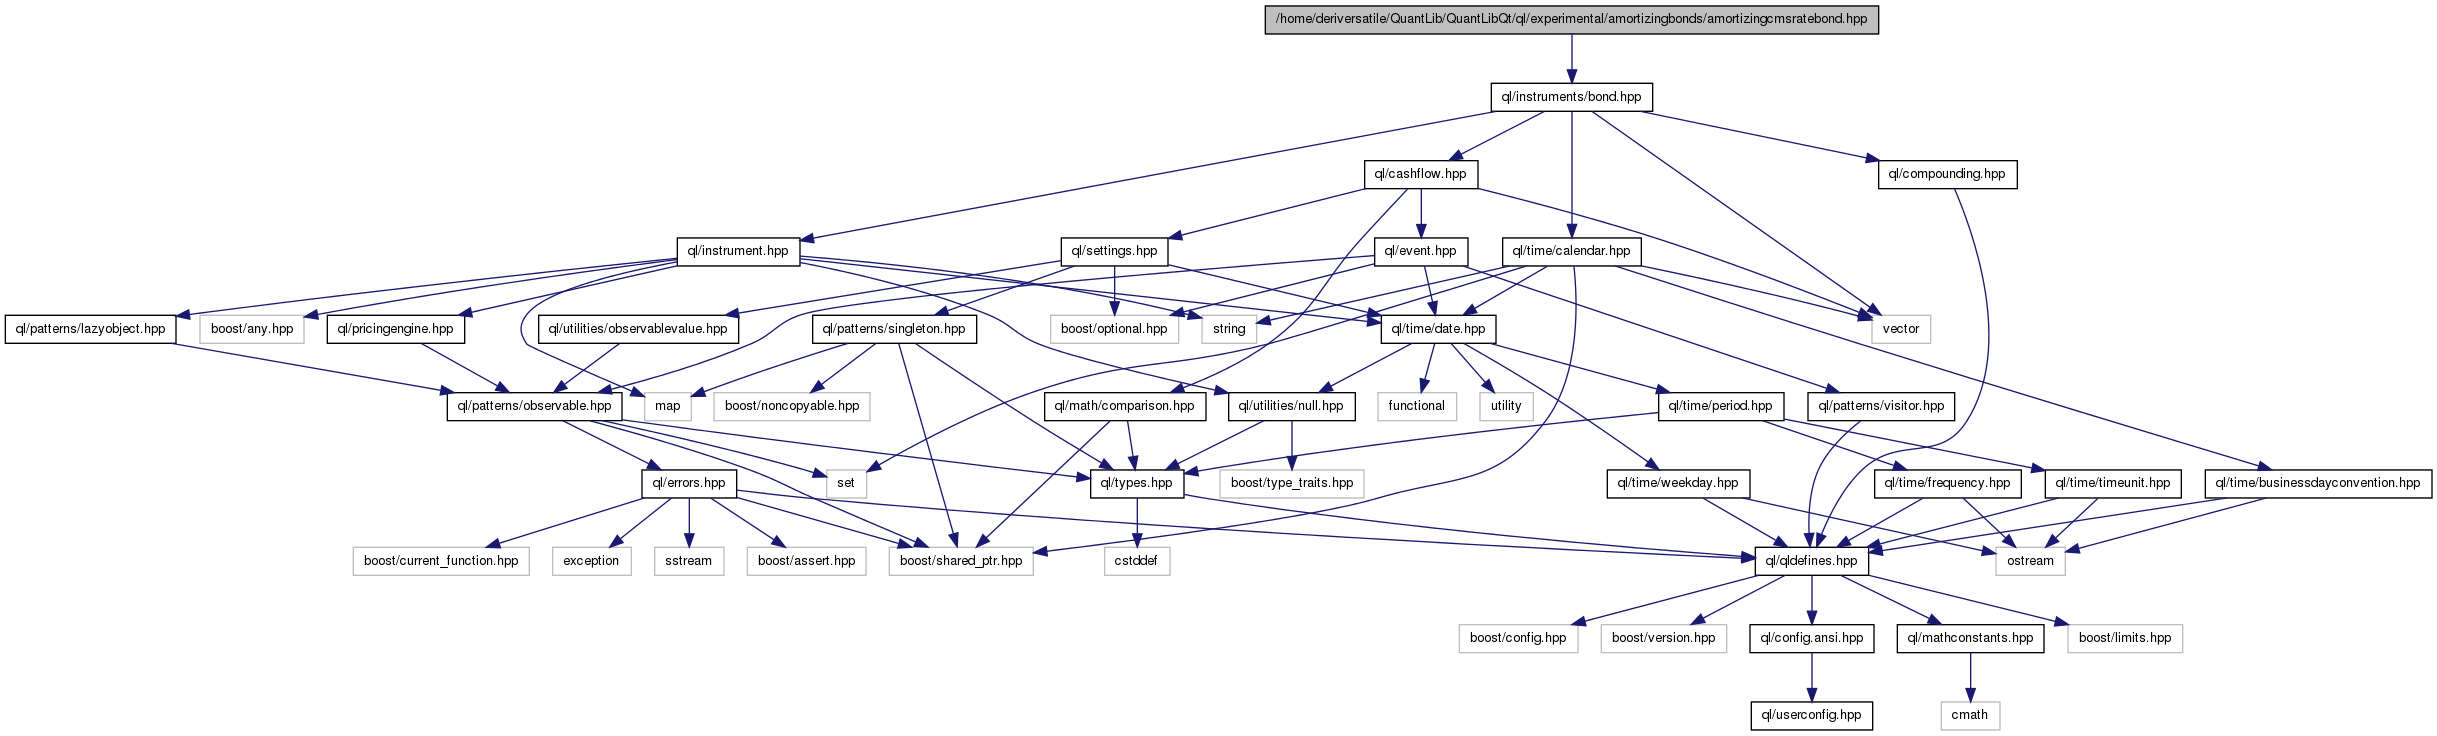 /home/deriversatile/QuantLib/QuantLibQt/ql/experimental/amortizingbonds/amortizingcmsratebond.hpp
ql/instruments/bond.hpp
ql/cashflow.hpp
ql/compounding.hpp
ql/instrument.hpp
ql/settings.hpp
ql/event.hpp
ql/time/calendar.hpp
ql/patterns/lazyobject.hpp
boost/any.hpp
ql/pricingengine.hpp
ql/utilities/observablevalue.hpp
ql/patterns/singleton.hpp
boost/optional.hpp
string
ql/time/date.hpp
vector
ql/patterns/observable.hpp
map
boost/noncopyable.hpp
ql/math/comparison.hpp
ql/utilities/null.hpp
functional
utility
ql/time/period.hpp
ql/patterns/visitor.hpp
ql/errors.hpp
set
ql/types.hpp
boost/type_traits.hpp
ql/time/weekday.hpp
ql/time/frequency.hpp
ql/time/timeunit.hpp
ql/time/businessdayconvention.hpp
boost/current_function.hpp
exception
sstream
boost/assert.hpp
boost/shared_ptr.hpp
cstddef
ql/qldefines.hpp
ostream
boost/config.hpp
boost/version.hpp
ql/config.ansi.hpp
ql/mathconstants.hpp
boost/limits.hpp
ql/userconfig.hpp
cmath